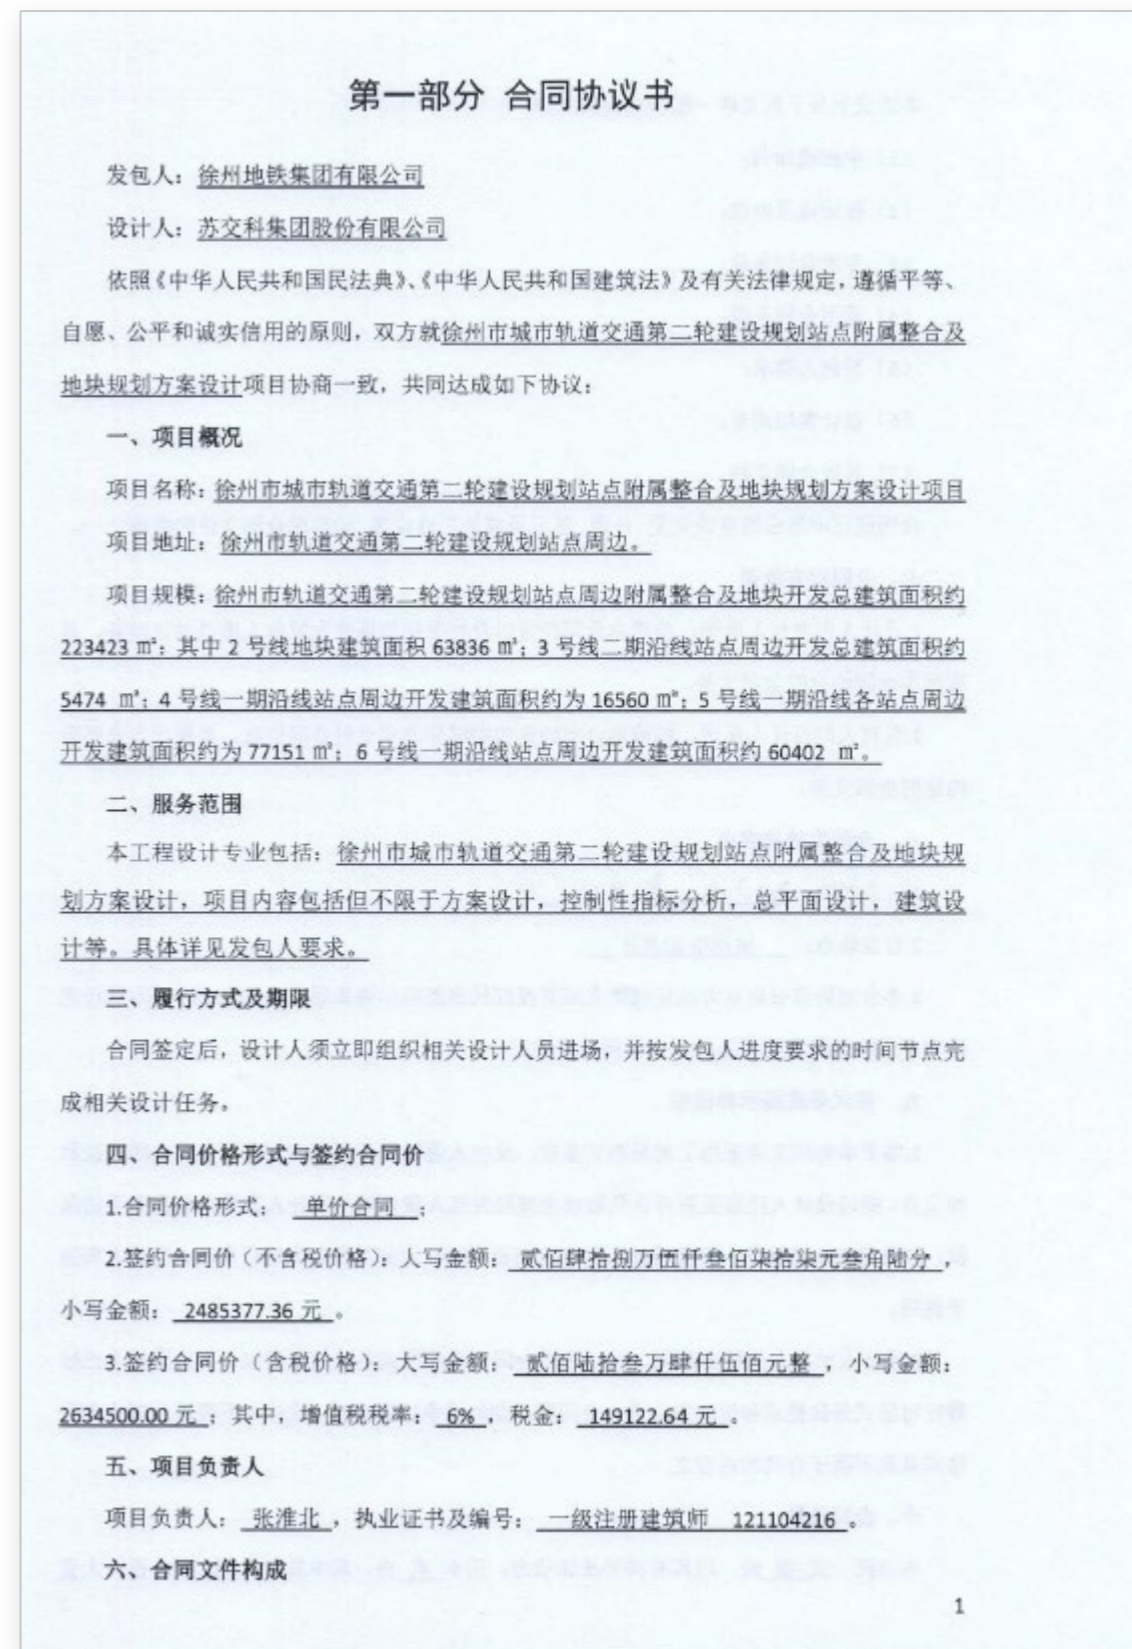 第一部分 合同协议书
发包人：徐州地铁集团有限公司
设计人：苏交科集团股份有限公司
依照《中华人民共和国民法典》、《中华人民共和国建筑法》及有关法律规定，遵循平等、
自愿、公平和诚实信用的原则，双方就徐州市城市轨道交通第二轮建设规划站点附属整合及
地块规划方案设计项目协商一致，共同达成如下协议：
一、项目概况
项目名称：徐州市城市轨道交通第二轮建设规划站点附属整合及地块规划方案设计项目
项目地址：徐州市轨道交通第二轮建设规划站点周边。
项目规模：徐州市轨道交通第二轮建设规划站点周边附属整合及地块开发总建筑面积约
223423 ㎡；其中 2 号线地块建筑面积 63836 ㎡；3 号线二期沿线站点周边开发总建筑面积约
5474 ㎡；4 号线一期沿线站点周边开发建筑面积约为 16560 ㎡；5 号线一期沿线各站点周边
开发建筑面积约为 77151 ㎡；6 号线一期沿线站点周边开发建筑面积约 60402 ㎡。
二、服务范围
本工程设计专业包括：徐州市城市轨道交通第二轮建设规划站点附属整合及地块规
划方案设计，项目内容包括但不限于方案设计，控制性指标分析，总平面设计，建筑设
计等。具体详见发包人要求。
三、履行方式及期限
合同签定后，设计人须立即组织相关设计人员进场，并按发包人进度要求的时间节点完
成相关设计任务。
四、合同价格形式与签约合同价
1.合同价格形式： 单价合同 ；
2.签约合同价（不含税价格）：大写金额： 贰佰肆拾捌万伍仟叁佰柒拾柒元叁角陆分 ，
小写金额： 2485377.36 元 。
3.签约合同价（含税价格）：大写金额： 贰佰陆拾叁万肆仟伍佰元整 ，小写金额：
2634500.00 元 ；其中，增值税税率： 6% ，税金： 149122.64 元 。
五、项目负责人
项目负责人： 张淮北 ，执业证书及编号： 一级注册建筑师 121104216 。
六、合同文件构成
1